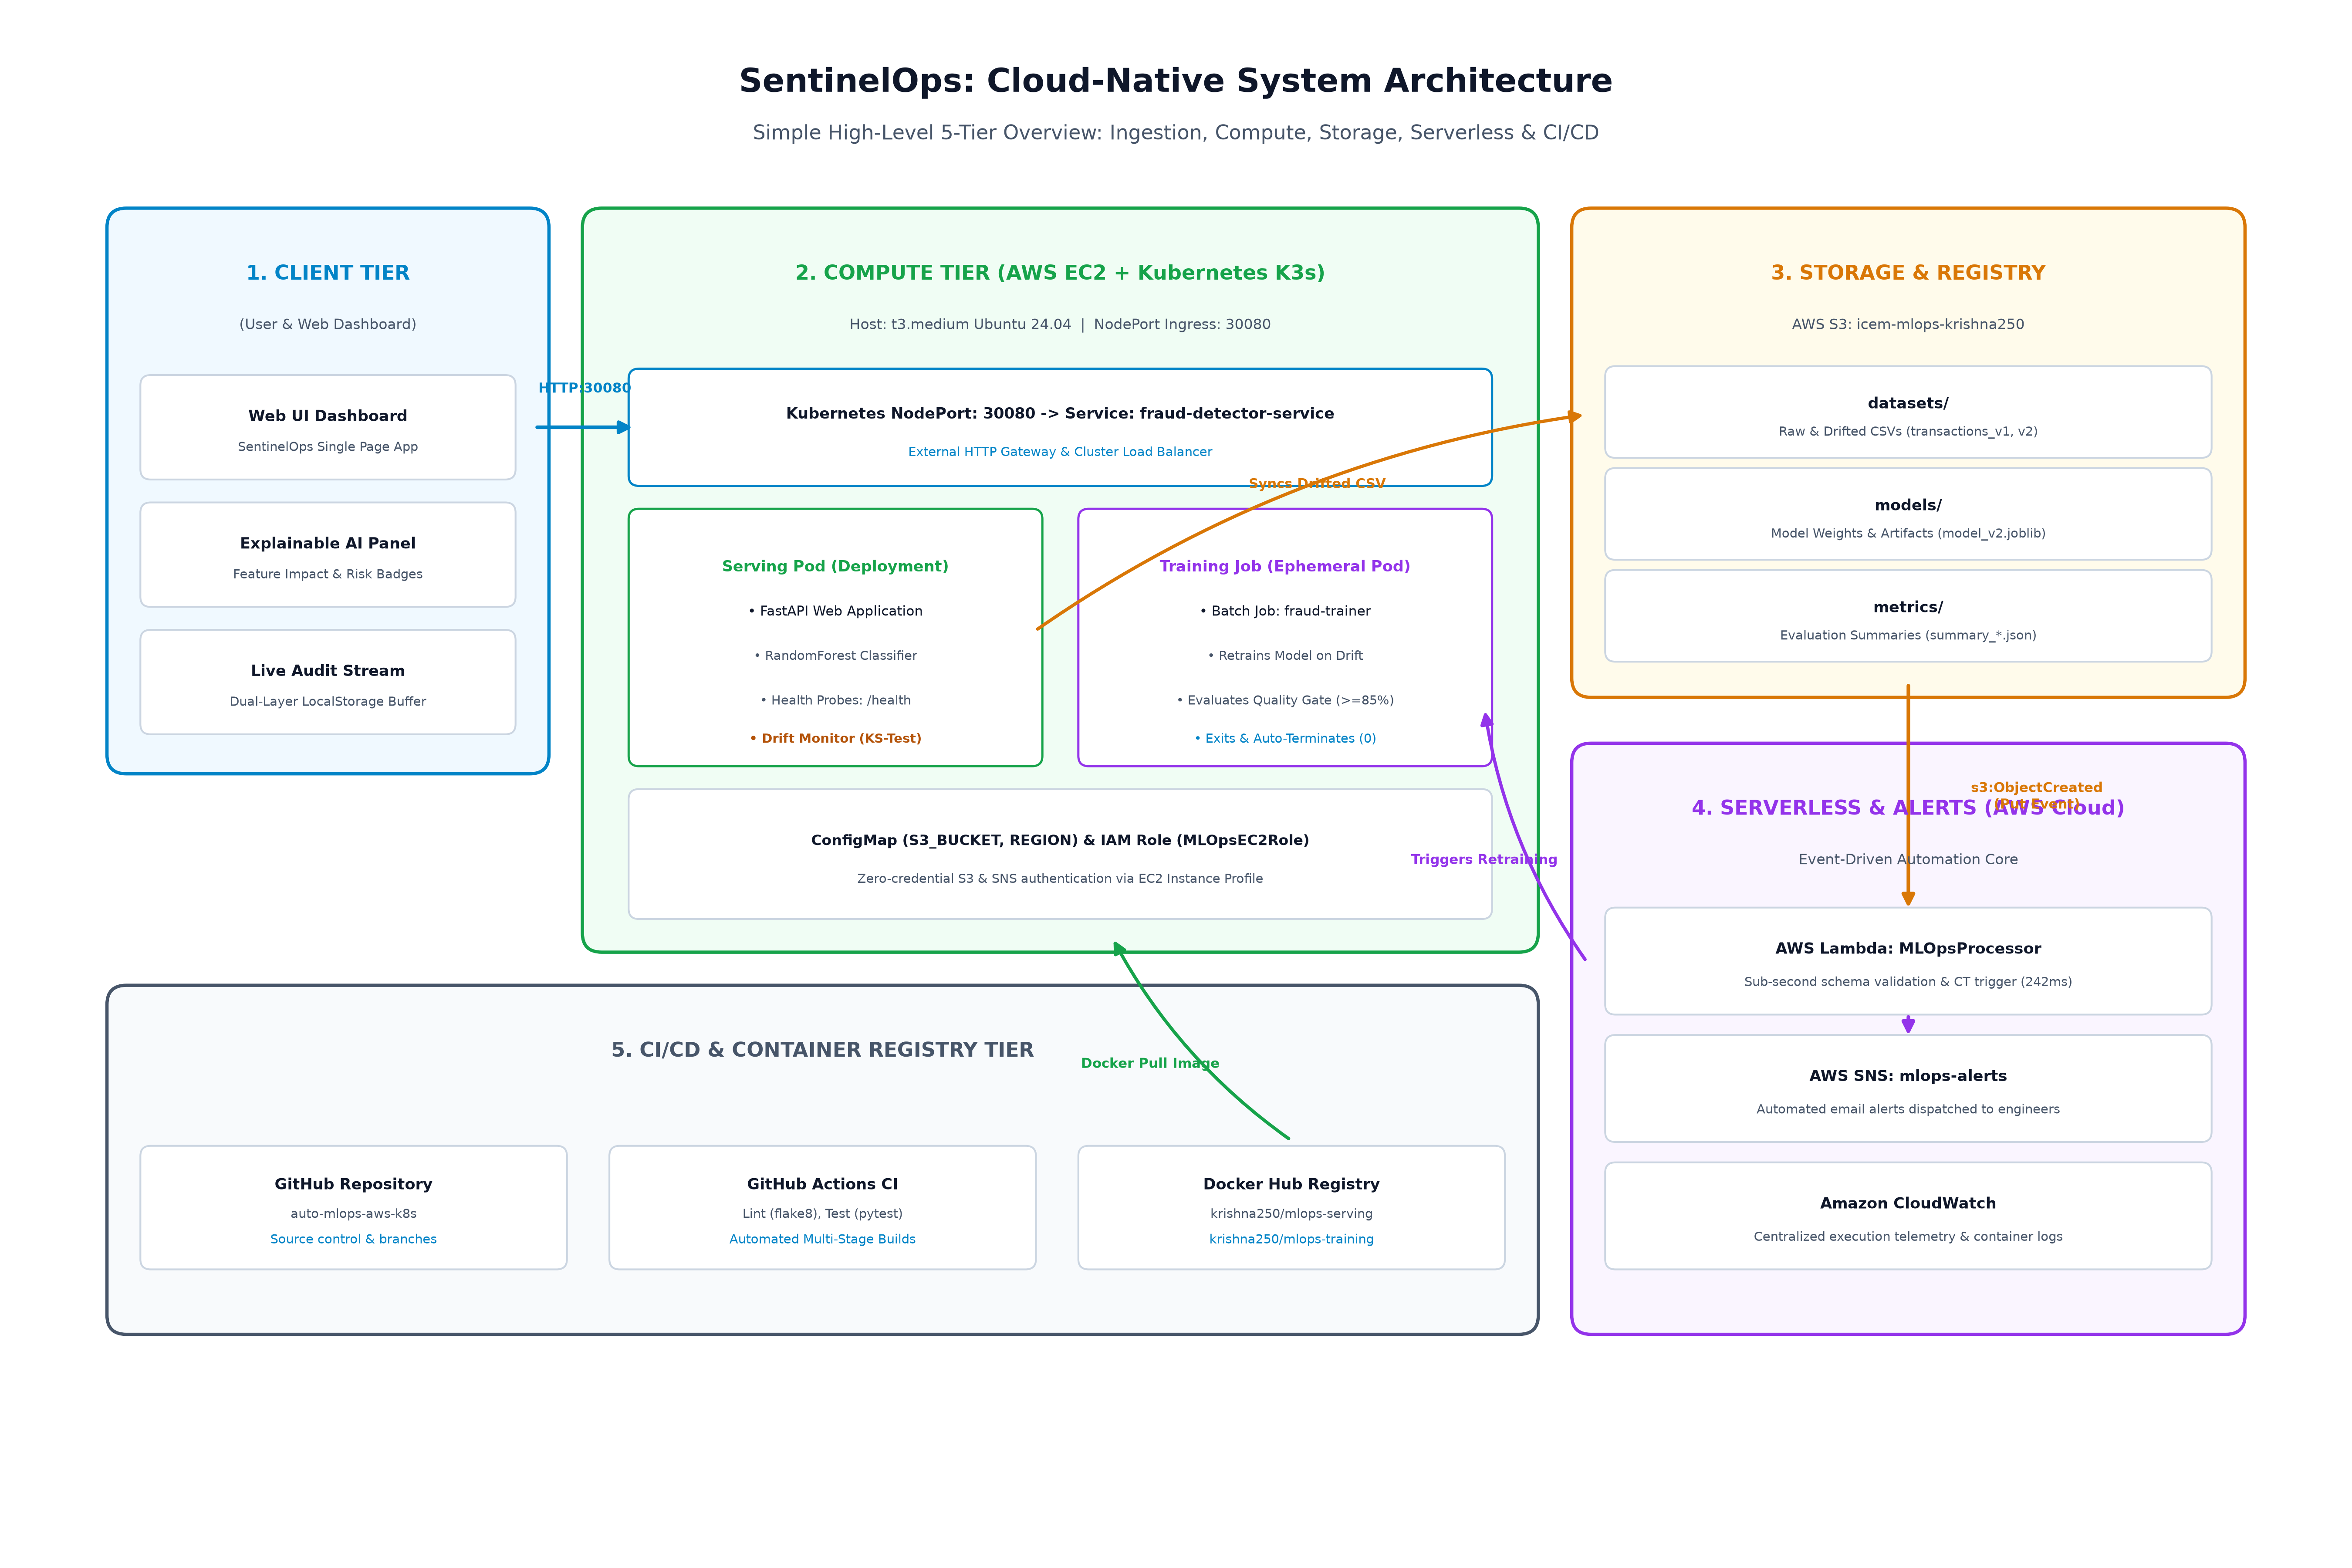 SentinelOps: Cloud-Native System Architecture
Simple High-Level 5-Tier Overview: Ingestion, Compute, Storage, Serverless & CI/CD
1. CLIENT TIER
(User & Web Dashboard)
Web UI Dashboard
SentinelOps Single Page App
Explainable AI Panel
Feature Impact & Risk Badges
Live Audit Stream
Dual-Layer LocalStorage Buffer
HTTP:30080
2. COMPUTE TIER (AWS EC2 + Kubernetes K3s)
Host: t3.medium Ubuntu 24.04 | NodePort Ingress: 30080
Kubernetes NodePort: 30080 -> Service: fraud-detector-service
External HTTP Gateway & Cluster Load Balancer
Syncs Drifted CSV
Serving Pod (Deployment)
• FastAPI Web Application
• RandomForest Classifier
• Health Probes: /health
• Drift Monitor (KS-Test)
Training Job (Ephemeral Pod)
• Batch Job: fraud-trainer
• Retrains Model on Drift
• Evaluates Quality Gate (>=85%)
• Exits & Auto-Terminates (0)
ConfigMap (S3_BUCKET, REGION) & IAM Role (MLOpsEC2Role)
Zero-credential S3 & SNS authentication via EC2 Instance Profile
Triggers Retraining
3. STORAGE & REGISTRY
AWS S3: icem-mlops-krishna250
datasets/
Raw & Drifted CSVs (transactions_v1, v2)
models/
Model Weights & Artifacts (model_v2.joblib)
metrics/
Evaluation Summaries (summary_*.json)
s3:ObjectCreated
(Put Event)
4. SERVERLESS & ALERTS (AWS Cloud)
Event-Driven Automation Core
AWS Lambda: MLOpsProcessor
Sub-second schema validation & CT trigger (242ms)
AWS SNS: mlops-alerts
Automated email alerts dispatched to engineers
Amazon CloudWatch
Centralized execution telemetry & container logs
5. CI/CD & CONTAINER REGISTRY TIER
Docker Pull Image
GitHub Repository
auto-mlops-aws-k8s
Source control & branches
GitHub Actions CI
Lint (flake8), Test (pytest)
Automated Multi-Stage Builds
Docker Hub Registry
krishna250/mlops-serving
krishna250/mlops-training